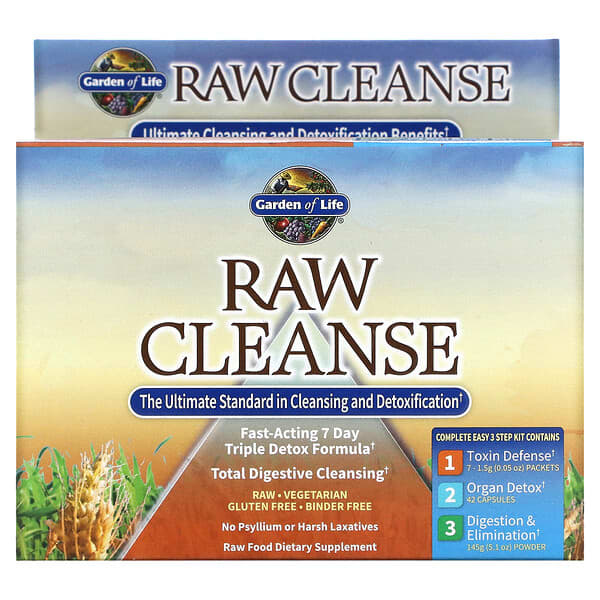 Garden of Life
RAW CLEANSE
Ultimate Cleansing and Detoxification Benefits†
Garden of Life
RAW
CLEANSE
The Ultimate Standard in Cleansing and Detoxification†
Fast-Acting 7 Day
Triple Detox Formula†
Total Digestive Cleansing†
RAW • VEGETARIAN
GLUTEN FREE • BINDER FREE
No Psyllium or Harsh Laxatives
Raw Food Dietary Supplement
COMPLETE EASY 3 STEP KIT CONTAINS
1 Toxin Defense†
7 - 1.5g (0.05 oz) PACKETS
2 Organ Detox†
42 CAPSULES
3 Digestion &
Elimination†
145g (5.1 oz) POWDER